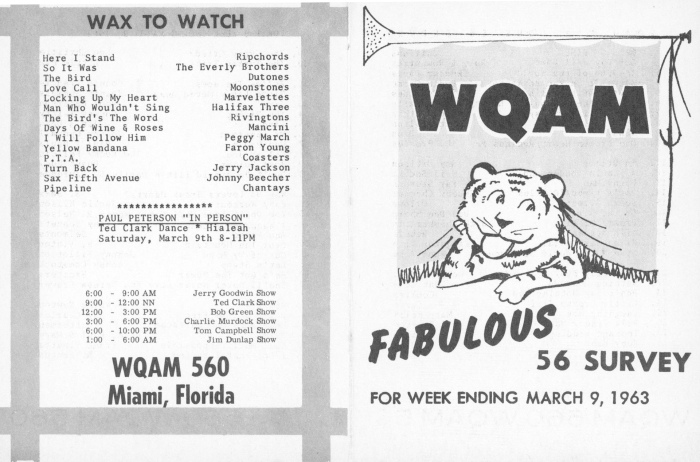 WAX TO WATCH
Here I Stand Ripchords
So It Was The Everly Brothers
The Bird Dutones
Love Call Moonstones
Locking Up My Heart Marvelettes
Man Who Wouldn't Sing Halifax Three
The Bird's The Word Rivingtons
Days Of Wine & Roses Mancini
I Will Follow Him Peggy March
Yellow Bandana Faron Young
P.T.A. Coasters
Turn Back Jerry Jackson
Sax Fifth Avenue Johnny Beecher
Pipeline Chantays
****************
PAUL PETERSON "IN PERSON"
Ted Clark Dance * Hialeah
Saturday, March 9th 8-11PM
6:00 - 9:00 AM Jerry Goodwin Show
9:00 - 12:00 NN Ted Clark Show
12:00 - 3:00 PM Bob Green Show
3:00 - 6:00 PM Charlie Murdock Show
6:00 - 10:00 PM Tom Campbell Show
1:00 - 6:00 AM Jim Dunlap Show
WQAM 560
Miami, Florida
WQAM
FABULOUS
56 SURVEY
FOR WEEK ENDING MARCH 9, 1963